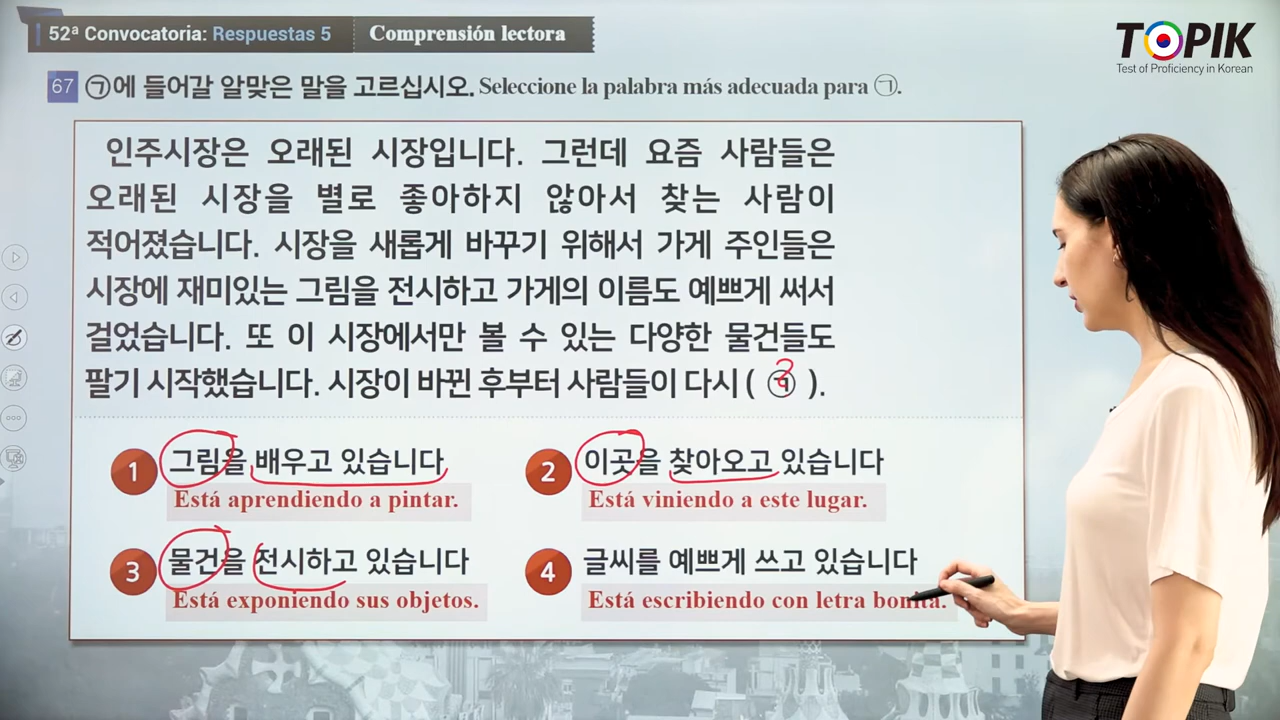 52ª Convocatoria: Respuestas 5 Comprensión lectora
TOPIK
Test of Proficiency in Korean
67 ㉠에 들어갈 알맞은 말을 고르십시오. Seleccione la palabra más adecuada para ㉠.
인주시장은 오래된 시장입니다. 그런데 요즘 사람들은
오래된 시장을 별로 좋아하지 않아서 찾는 사람이
적어졌습니다. 시장을 새롭게 바꾸기 위해서 가게 주인들은
시장에 재미있는 그림을 전시하고 가게의 이름도 예쁘게 써서
걸었습니다. 또 이 시장에서만 볼 수 있는 다양한 물건들도
팔기 시작했습니다. 시장이 바뀐 후부터 사람들이 다시 ( ㉠ ).
1 그림을 배우고 있습니다
Está aprendiendo a pintar.
2 이곳을 찾아오고 있습니다
Está viniendo a este lugar.
3 물건을 전시하고 있습니다
Está exponiendo sus objetos.
4 글씨를 예쁘게 쓰고 있습니다
Está escribiendo con letra bonita.